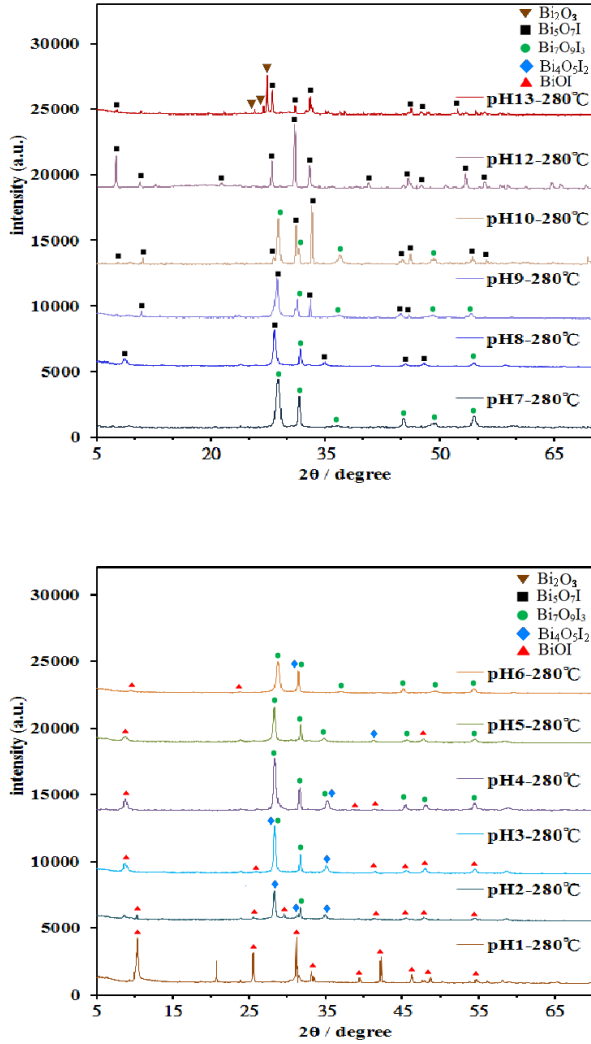 Bi₂O₃
Bi₅O₇I
Bi₇O₉I₃
Bi₄O₅I₂
BiOI
30000
25000
20000
15000
10000
5000
0
intensity (a.u.)
pH13-280℃
pH12-280℃
pH10-280℃
pH9-280℃
pH8-280℃
pH7-280℃
5 20 35 50 65
2θ / degree
Bi₂O₃
Bi₅O₇I
Bi₇O₉I₃
Bi₄O₅I₂
BiOI
30000
25000
20000
15000
10000
5000
0
intensity (a.u.)
pH6-280℃
pH5-280℃
pH4-280℃
pH3-280℃
pH2-280℃
pH1-280℃
5 15 25 35 45 55 65
2θ / degree